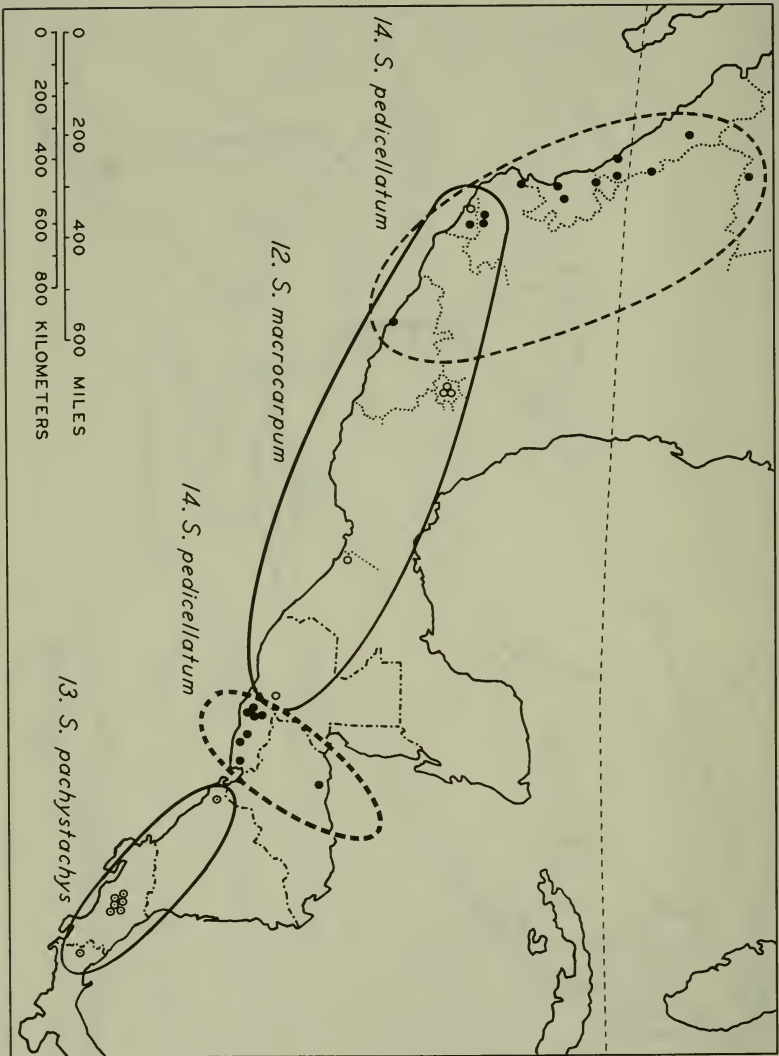 14. S. pedicellatum
12. S. macrocarpum
14. S. pedicellatum
13. S. pachystachys
0 200 400 600 MILES
0 200 400 600 800 KILOMETERS